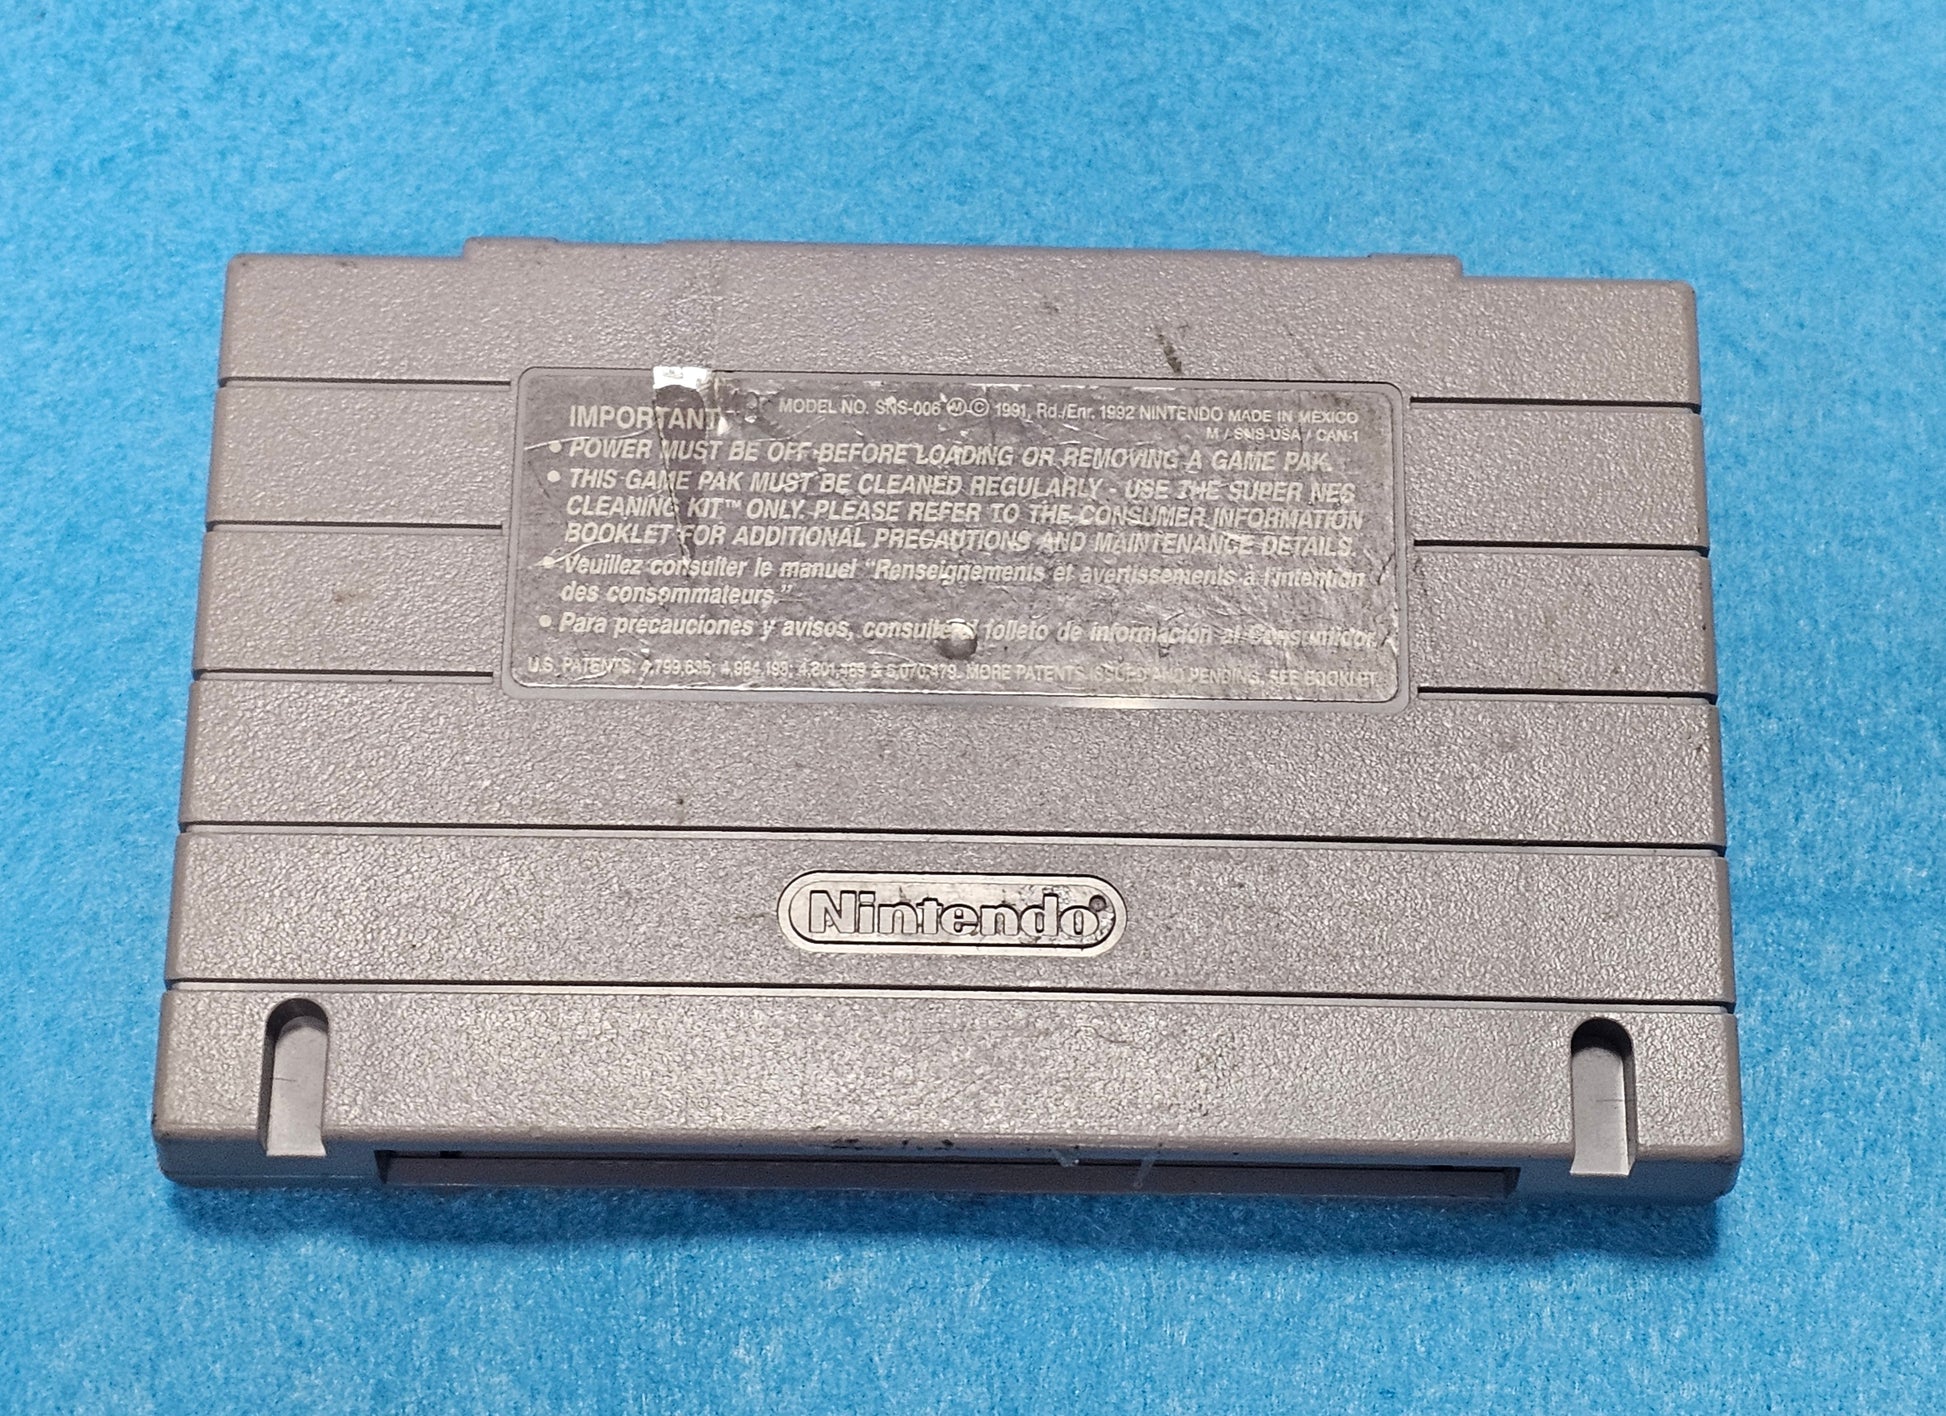 IMPORTANT:
MODEL NO. SNS-006 Ⓜ © 1991, Rd./Enr. 1992 NINTENDO MADE IN MEXICO
M / SNS-USA / CAN-1
• POWER MUST BE OFF BEFORE LOADING OR REMOVING A GAME PAK.
• THIS GAME PAK MUST BE CLEANED REGULARLY - USE THE SUPER NES
CLEANING KIT™ ONLY. PLEASE REFER TO THE CONSUMER INFORMATION
BOOKLET FOR ADDITIONAL PRECAUTIONS AND MAINTENANCE DETAILS.
• Veuillez consulter le manuel "Renseignements et avertissements à l'intention
des consommateurs."
• Para precauciones y avisos, consulte el folleto de información al Consumidor.
U.S. PATENTS: 4,799,635; 4,984,193; & 5,070,479. MORE PATENTS ISSUED AND PENDING, SEE BOOKLET.
Nintendo®